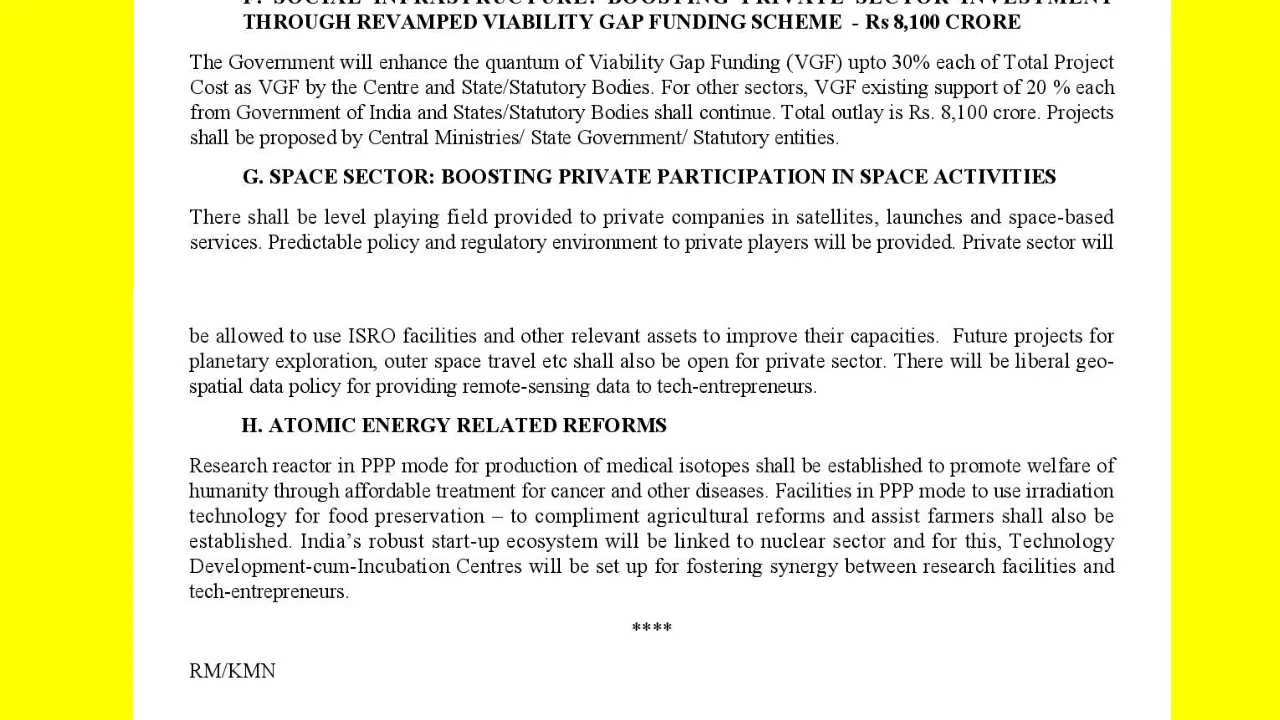 F. SOCIAL INFRASTRUCTURE: BOOSTING PRIVATE SECTOR INVESTMENT
THROUGH REVAMPED VIABILITY GAP FUNDING SCHEME - Rs 8,100 CRORE
The Government will enhance the quantum of Viability Gap Funding (VGF) upto 30% each of Total Project
Cost as VGF by the Centre and State/Statutory Bodies. For other sectors, VGF existing support of 20 % each
from Government of India and States/Statutory Bodies shall continue. Total outlay is Rs. 8,100 crore. Projects
shall be proposed by Central Ministries/ State Government/ Statutory entities.
G. SPACE SECTOR: BOOSTING PRIVATE PARTICIPATION IN SPACE ACTIVITIES
There shall be level playing field provided to private companies in satellites, launches and space-based
services. Predictable policy and regulatory environment to private players will be provided. Private sector will
be allowed to use ISRO facilities and other relevant assets to improve their capacities. Future projects for
planetary exploration, outer space travel etc shall also be open for private sector. There will be liberal geo-
spatial data policy for providing remote-sensing data to tech-entrepreneurs.
H. ATOMIC ENERGY RELATED REFORMS
Research reactor in PPP mode for production of medical isotopes shall be established to promote welfare of
humanity through affordable treatment for cancer and other diseases. Facilities in PPP mode to use irradiation
technology for food preservation – to compliment agricultural reforms and assist farmers shall also be
established. India’s robust start-up ecosystem will be linked to nuclear sector and for this, Technology
Development-cum-Incubation Centres will be set up for fostering synergy between research facilities and
tech-entrepreneurs.
****
RM/KMN